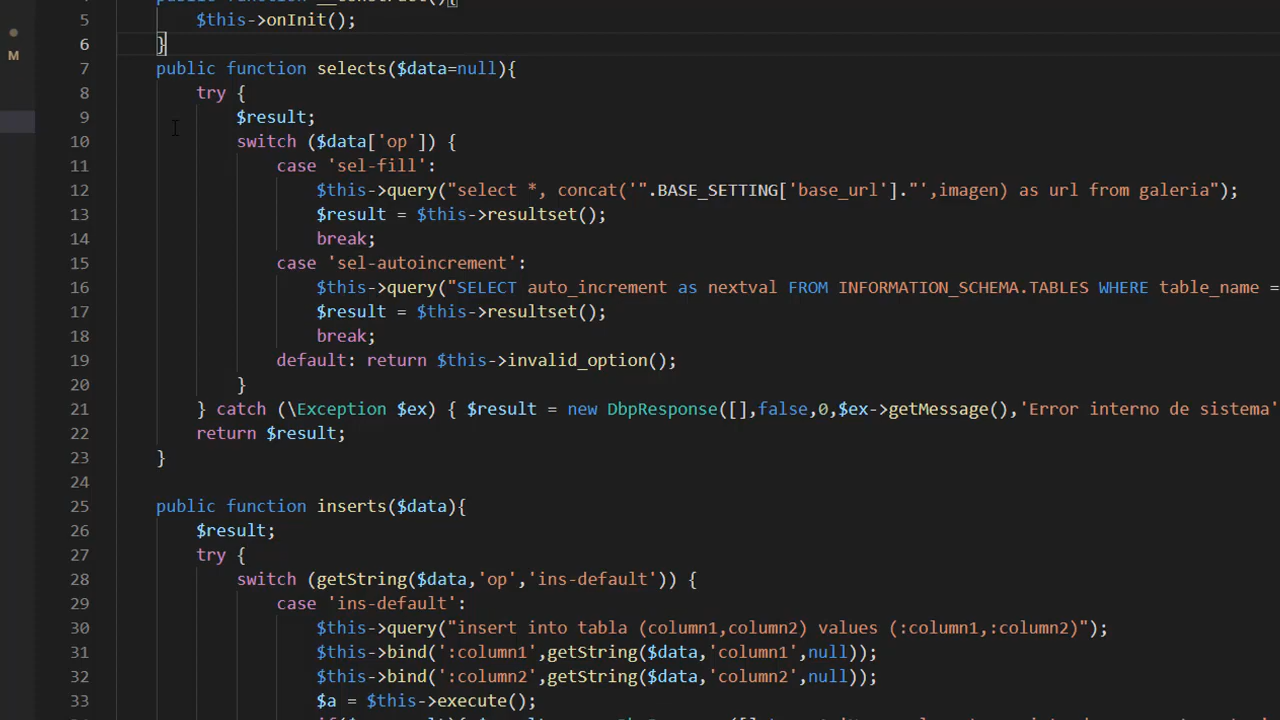 5 $this->onInit();
M
6 }
7 public function selects($data=null){
8 try {
9 $result;
10 switch ($data['op']) {
11 case 'sel-fill':
12 $this->query("select *, concat('".BASE_SETTING['base_url']."',imagen) as url from galeria");
13 $result = $this->resultset();
14 break;
15 case 'sel-autoincrement':
16 $this->query("SELECT auto_increment as nextval FROM INFORMATION_SCHEMA.TABLES WHERE table_name =
17 $result = $this->resultset();
18 break;
19 default: return $this->invalid_option();
20 }
21 } catch (\Exception $ex) { $result = new DbpResponse([],false,0,$ex->getMessage(),'Error interno de sistema'
22 return $result;
23 }
24
25 public function inserts($data){
26 $result;
27 try {
28 switch (getString($data,'op','ins-default')) {
29 case 'ins-default':
30 $this->query("insert into tabla (column1,column2) values (:column1,:column2)");
31 $this->bind(':column1',getString($data,'column1',null));
32 $this->bind(':column2',getString($data,'column2',null));
33 $a = $this->execute();